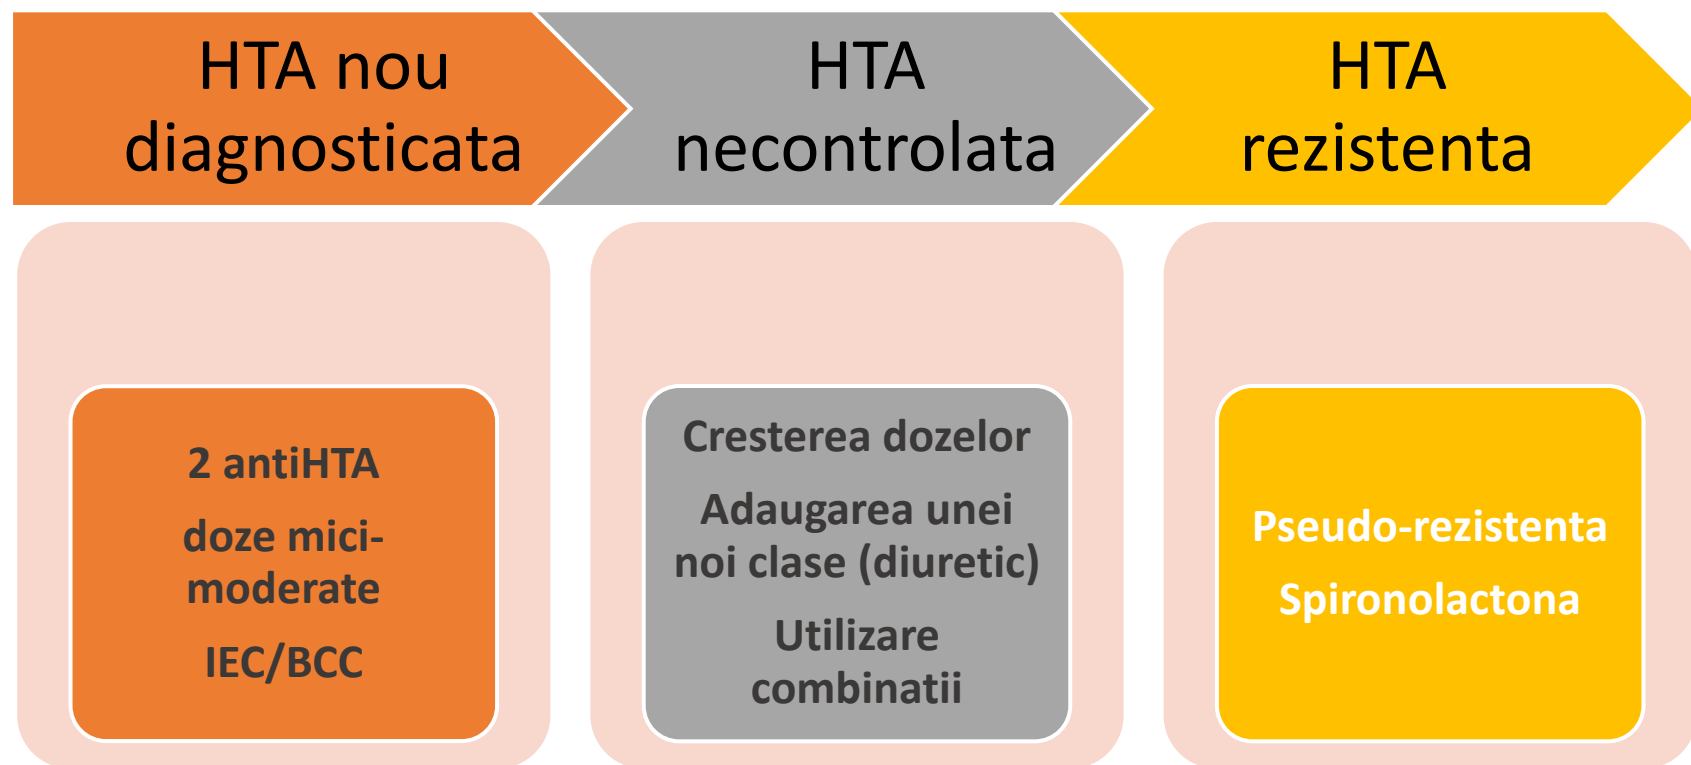 HTA nou
diagnosticata
HTA
necontrolata
HTA
rezistenta
2 antiHTA
doze mici-
moderate
IEC/BCC
Cresterea dozelor
Adaugarea unei
noi clase (diuretic)
Utilizare
combinatii
Pseudo-rezistenta
Spironolactona